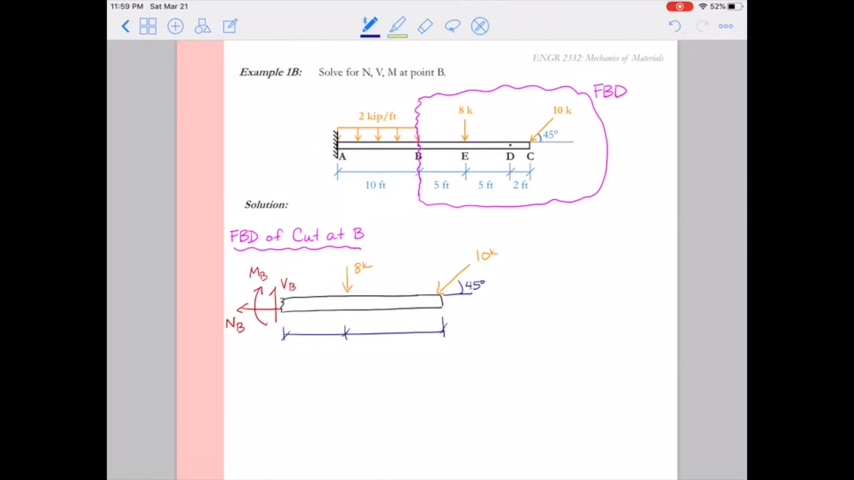 11:59 PM Sat Mar 21
52%
ENGR 2332: Mechanics of Materials
Example 1B: Solve for N, V, M at point B.
FBD
2 kip/ft 8 k 10 k
45°
A B E D C
10 ft 5 ft 5 ft 2 ft
Solution:
FBD of Cut at B
MB VB 8k 10k
45°
NB